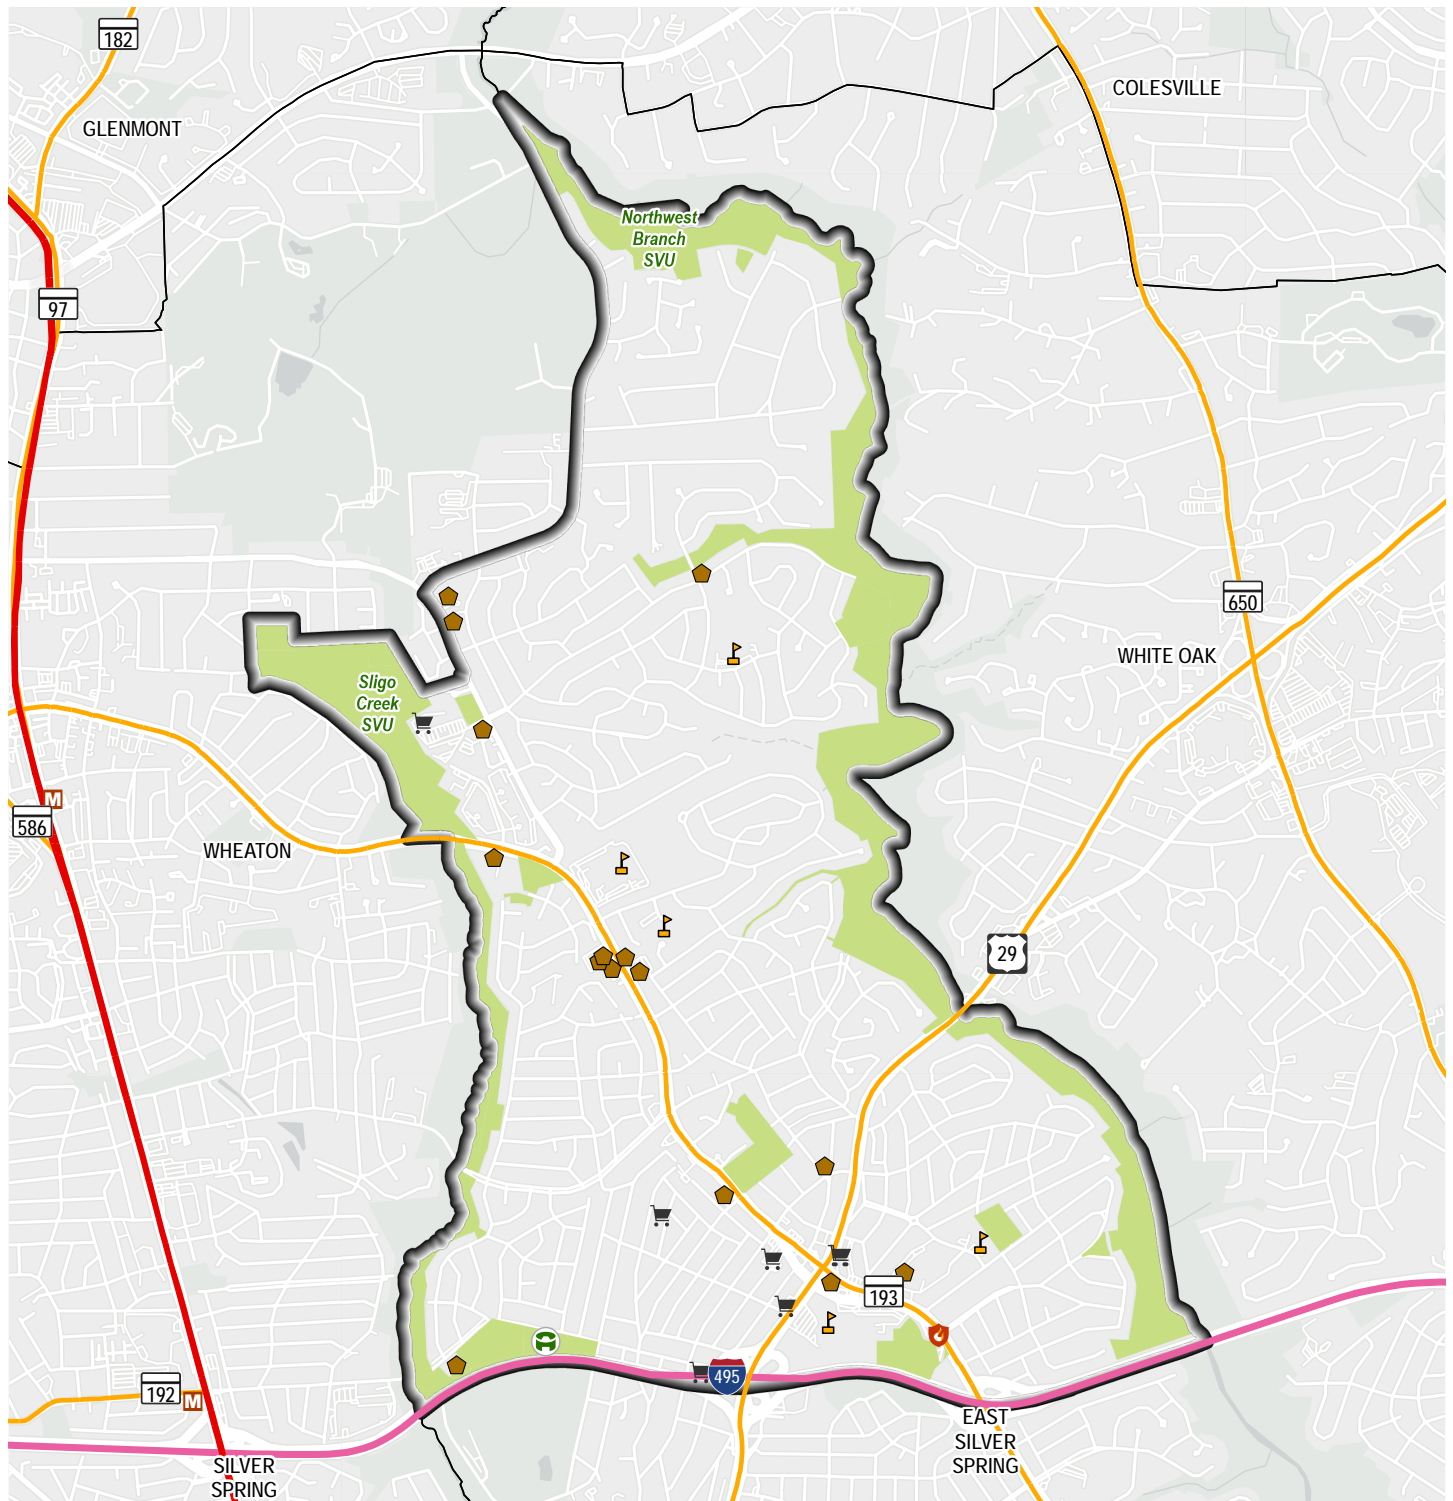 182
COLESVILLE
GLENMONT
Northwest
Branch
SVU
97
650
WHITE OAK
Sligo
Creek
SVU
M
586
WHEATON
29
193
495
192
M
EAST
SILVER
SPRING
SILVER
SPRING